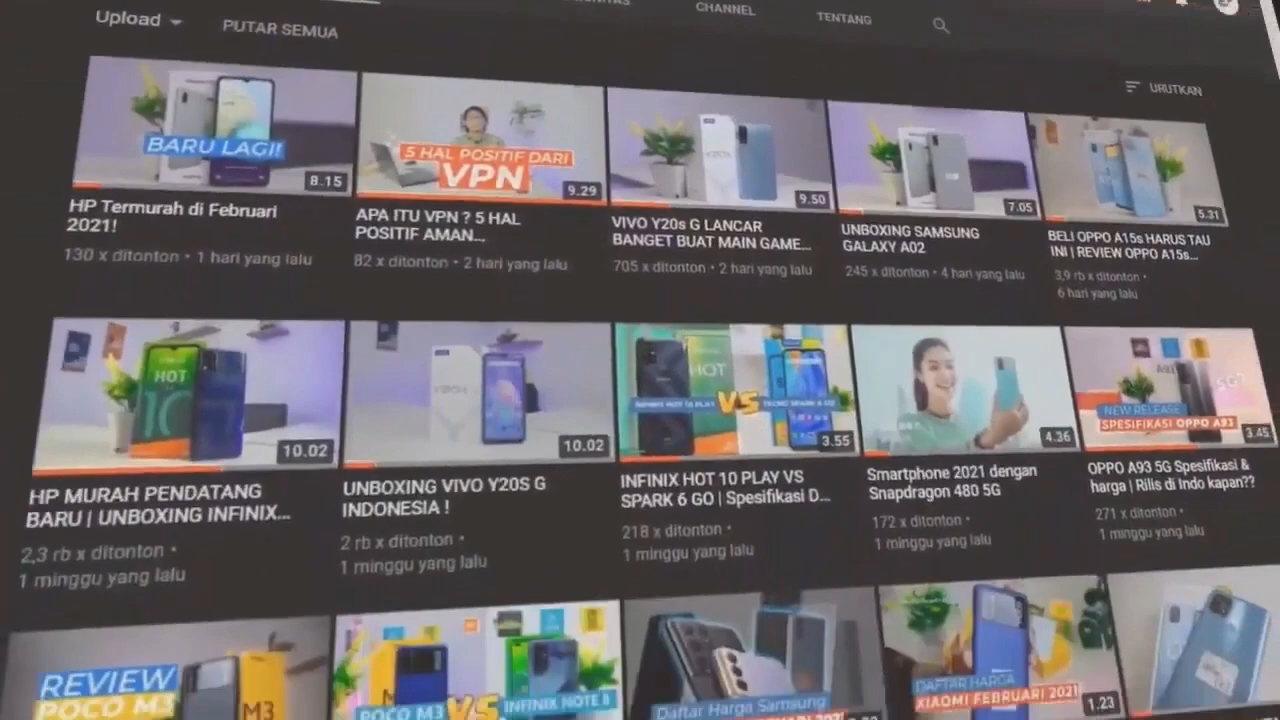 CHANNEL
TENTANG
Upload
PUTAR SEMUA
URUTKAN
BARU LAGI!
8.15
5 HAL POSITIF DARI
VPN
9.29
9.50
7.05
5.31
HP Termurah di Februari
2021!
130 x ditonton • 1 hari yang lalu
APA ITU VPN ? 5 HAL
POSITIF AMAN...
82 x ditonton • 2 hari yang lalu
VIVO Y20s G LANCAR
BANGET BUAT MAIN GAME...
705 x ditonton • 2 hari yang lalu
UNBOXING SAMSUNG
GALAXY A02
245 x ditonton • 4 hari yang lalu
BELI OPPO A15s HARUS TAU
INI | REVIEW OPPO A15s...
3,9 rb x ditonton •
6 hari yang lalu
HOT
10
10.02
10.02
HOT
INFINIX HOT 10 PLAY
VS
TECNO SPARK 6 GO
3.55
4.36
NEW RELEASE
SPESIFIKASI OPPO A93
5G?
3.45
HP MURAH PENDATANG
BARU | UNBOXING INFINIX...
2,3 rb x ditonton •
1 minggu yang lalu
UNBOXING VIVO Y20S G
INDONESIA !
2 rb x ditonton •
1 minggu yang lalu
INFINIX HOT 10 PLAY VS
SPARK 6 GO | Spesifikasi D...
218 x ditonton •
1 minggu yang lalu
Smartphone 2021 dengan
Snapdragon 480 5G
172 x ditonton •
1 minggu yang lalu
OPPO A93 5G Spesifikasi &
harga | Rilis di Indo kapan??
271 x ditonton •
1 minggu yang lalu
REVIEW
POCO M3
M3
POCO M3
VS
INFINIX NOTE 8
Daftar Harga Samsung
DAFTAR HARGA
XIAOMI FEBRUARI 2021
1.23